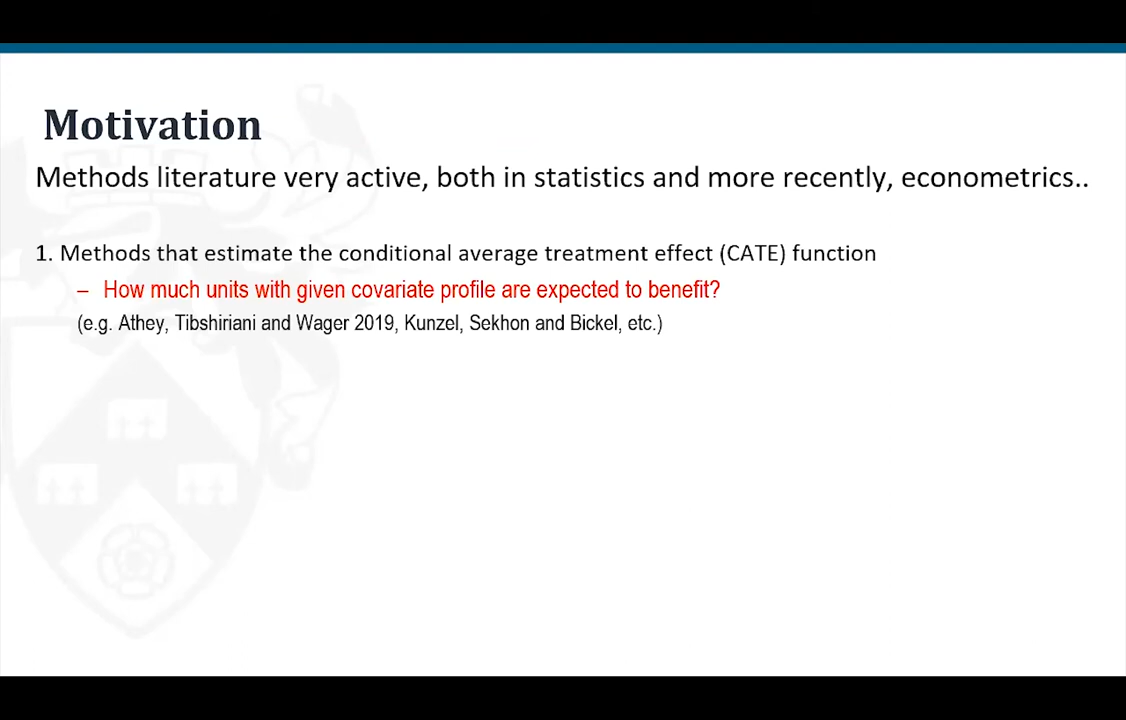 Motivation
Methods literature very active, both in statistics and more recently, econometrics..
1. Methods that estimate the conditional average treatment effect (CATE) function
– How much units with given covariate profile are expected to benefit?
(e.g. Athey, Tibshiriani and Wager 2019, Kunzel, Sekhon and Bickel, etc.)